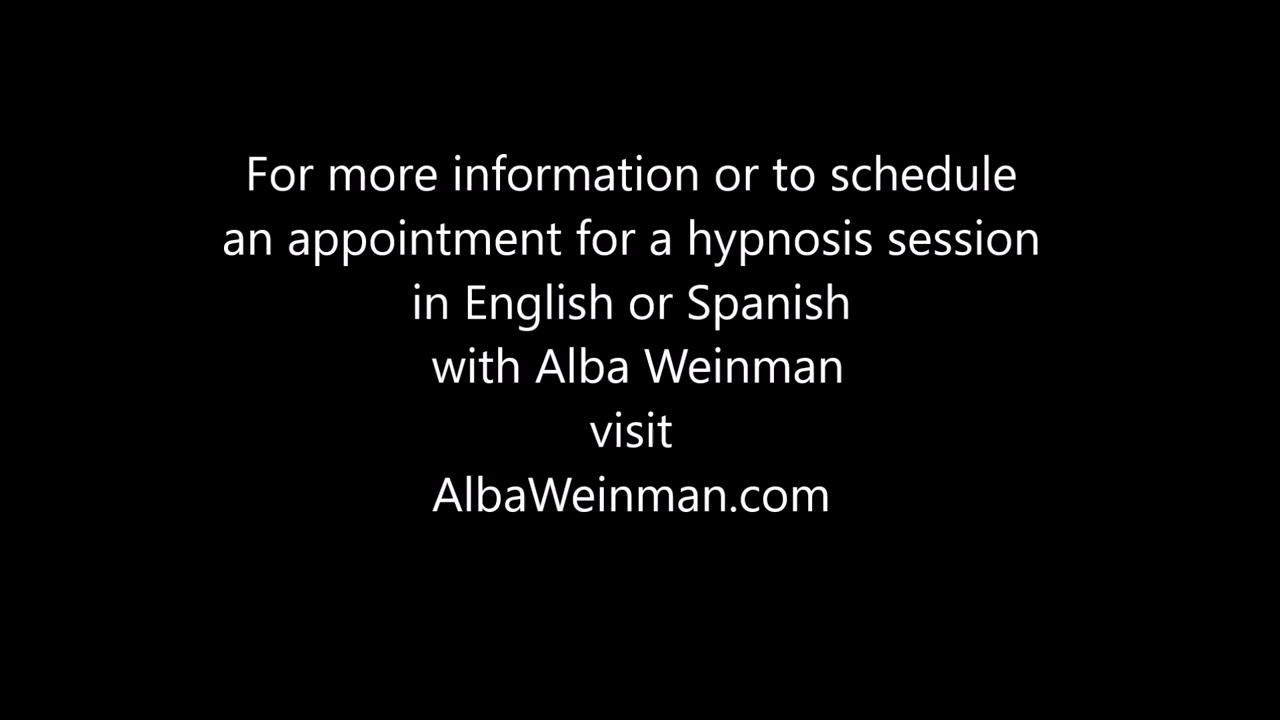 For more information or to schedule
an appointment for a hypnosis session
in English or Spanish
with Alba Weinman
visit
AlbaWeinman.com